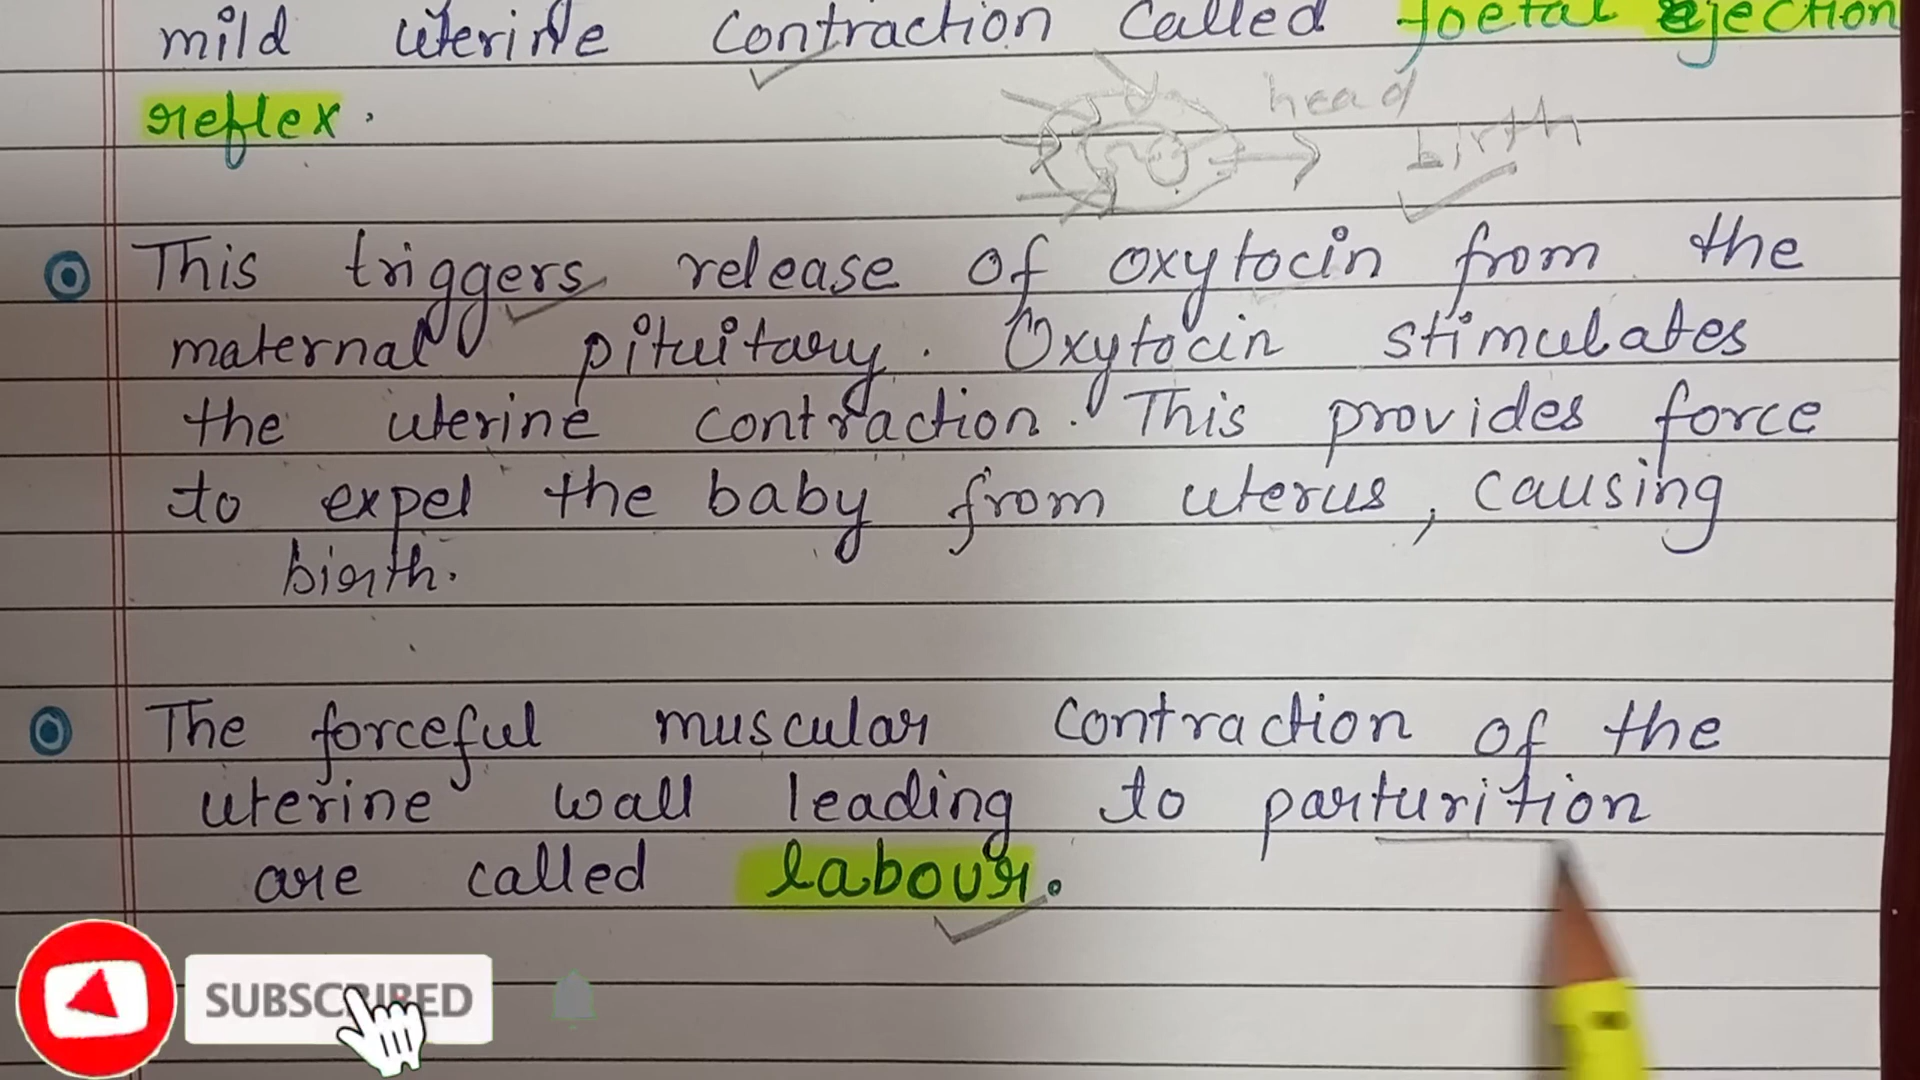 mild uterine contraction called foetal ejection
reflex.
head
birth
This triggers release of oxytocin from the
maternal pituitary. Oxytocin stimulates
the uterine contraction. This provides force
to expel the baby from uterus, causing
birth.
The forceful muscular contraction of the
uterine wall leading to parturition
are called labour.
SUBSCRIBED